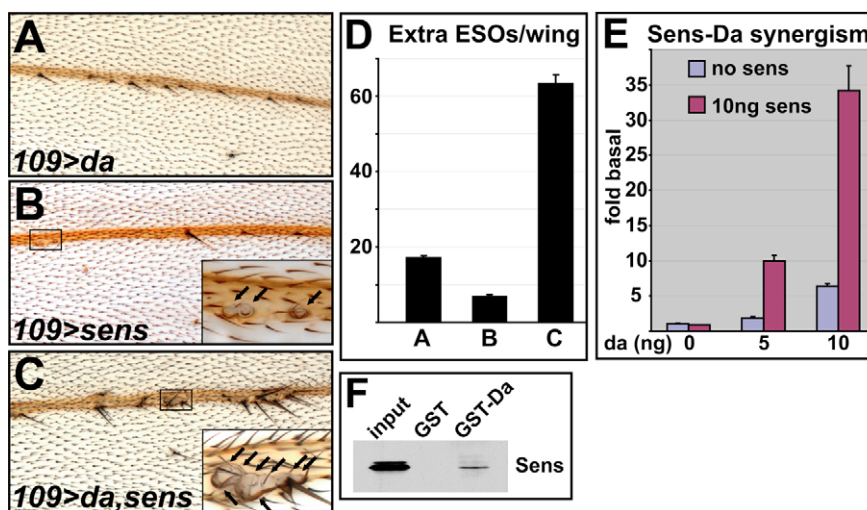 A
109>da
B
109>sens
C
109>da,sens
D Extra ESOs/wing
60
40
20
A B C
E Sens-Da synergism
no sens
10ng sens
fold basal
35
30
25
20
15
10
5
da (ng) 0 5 10
F
input GST GST-Da
Sens